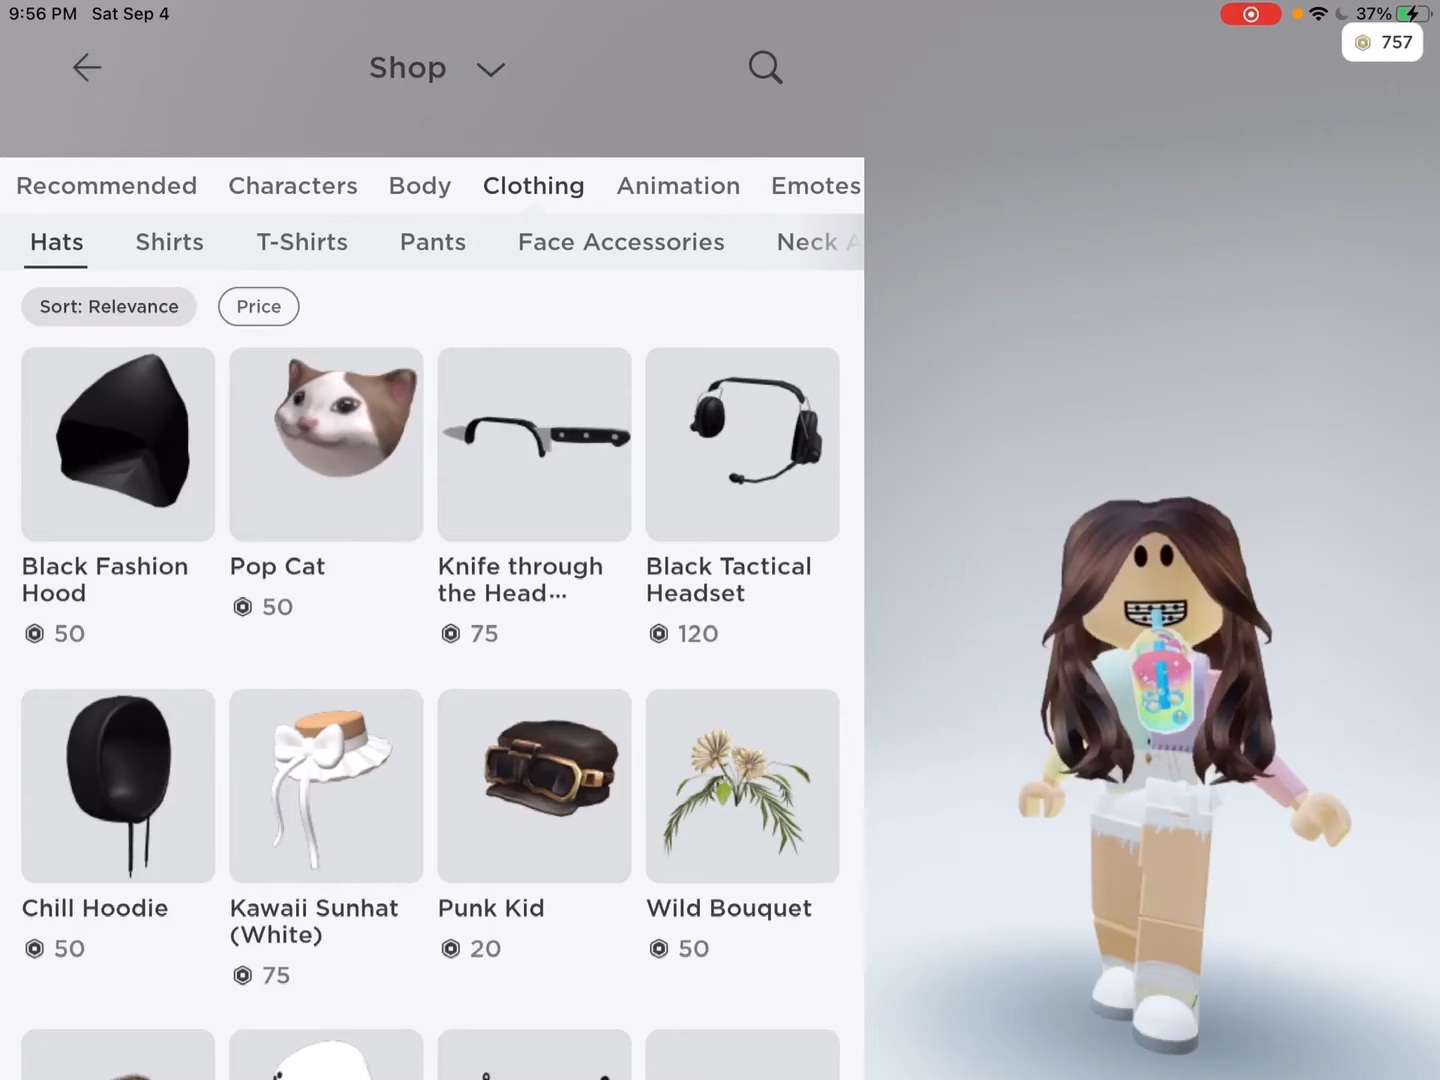 9:56 PM Sat Sep 4
37%
757
Shop
Recommended Characters Body Clothing Animation Emotes
Hats Shirts T-Shirts Pants Face Accessories Neck A
Sort: Relevance Price
Black Fashion
Hood
50
Pop Cat
50
Knife through
the Head...
75
Black Tactical
Headset
120
Chill Hoodie
50
Kawaii Sunhat
(White)
75
Punk Kid
20
Wild Bouquet
50